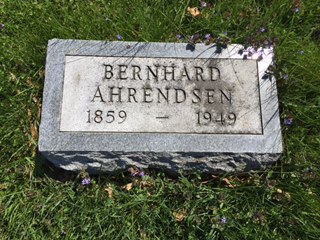 BERNHARD
AHRENDSEN
1859 — 1949